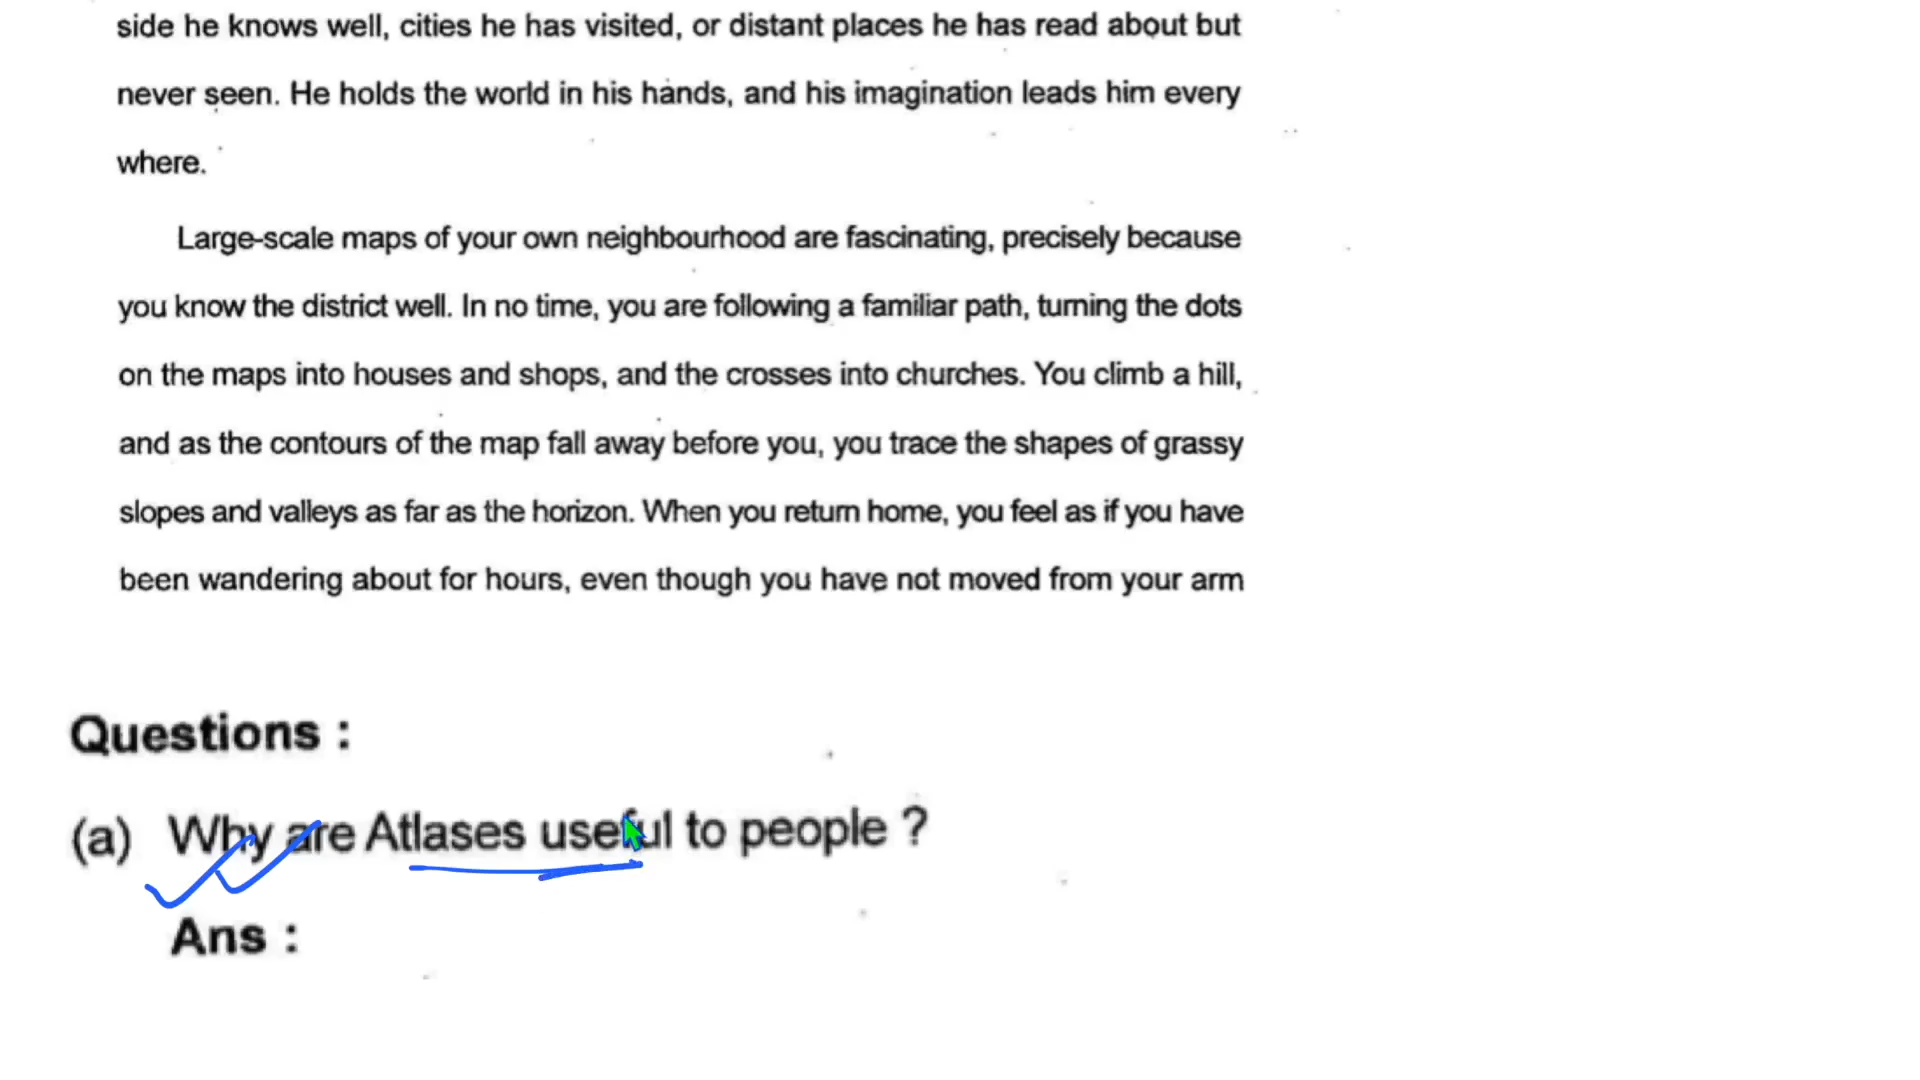 side he knows well, cities he has visited, or distant places he has read about but
never seen. He holds the world in his hands, and his imagination leads him every
where.
Large-scale maps of your own neighbourhood are fascinating, precisely because
you know the district well. In no time, you are following a familiar path, turning the dots
on the maps into houses and shops, and the crosses into churches. You climb a hill,
and as the contours of the map fall away before you, you trace the shapes of grassy
slopes and valleys as far as the horizon. When you return home, you feel as if you have
been wandering about for hours, even though you have not moved from your arm
Questions :
(a) Why are Atlases useful to people ?
Ans :